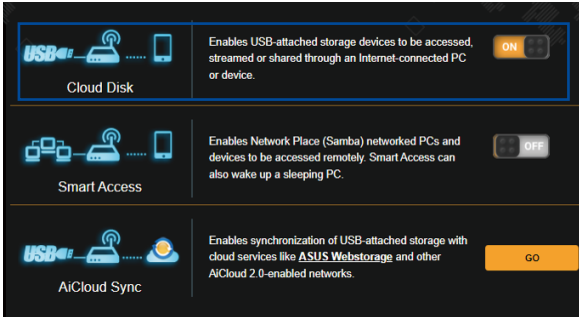 USB
Cloud Disk
Enables USB-attached storage devices to be accessed,
streamed or shared through an Internet-connected PC
or device.
ON
Smart Access
Enables Network Place (Samba) networked PCs and
devices to be accessed remotely. Smart Access can
also wake up a sleeping PC.
OFF
USB
AiCloud Sync
Enables synchronization of USB-attached storage with
cloud services like ASUS Webstorage and other
AiCloud 2.0-enabled networks.
GO